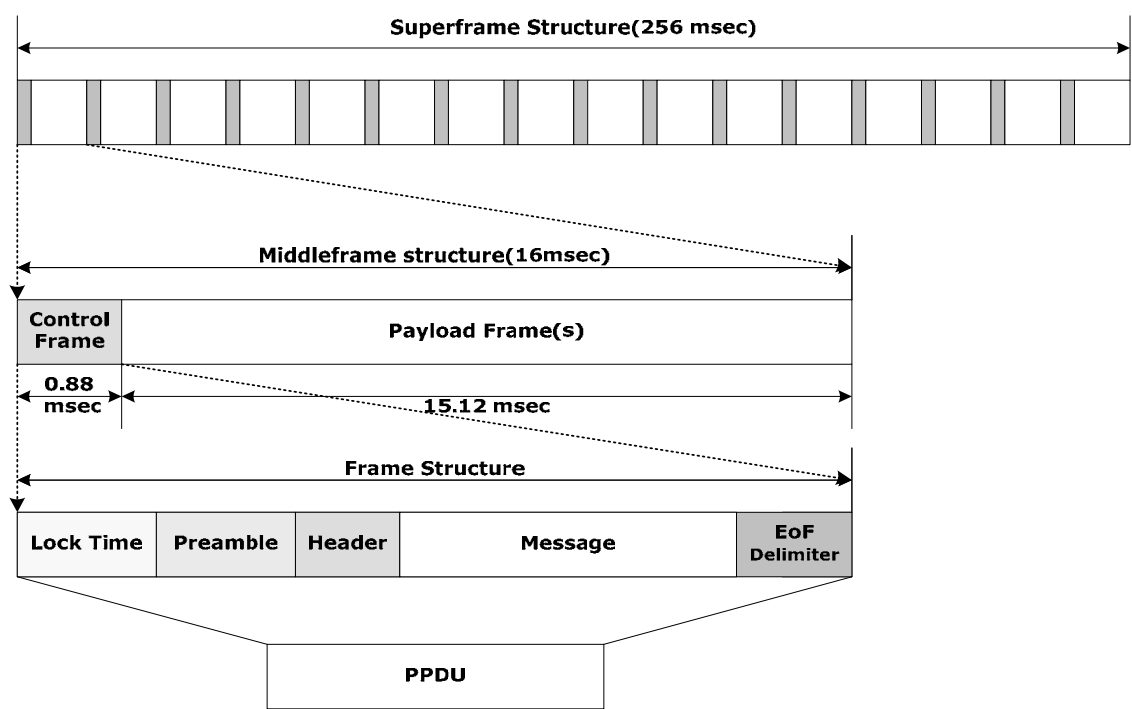 Superframe Structure(256 msec)
Middleframe structure(16msec)
Control
Frame
Payload Frame(s)
0.88
msec
15.12 msec
Frame Structure
Lock Time
Preamble
Header
Message
EoF
Delimiter
PPDU